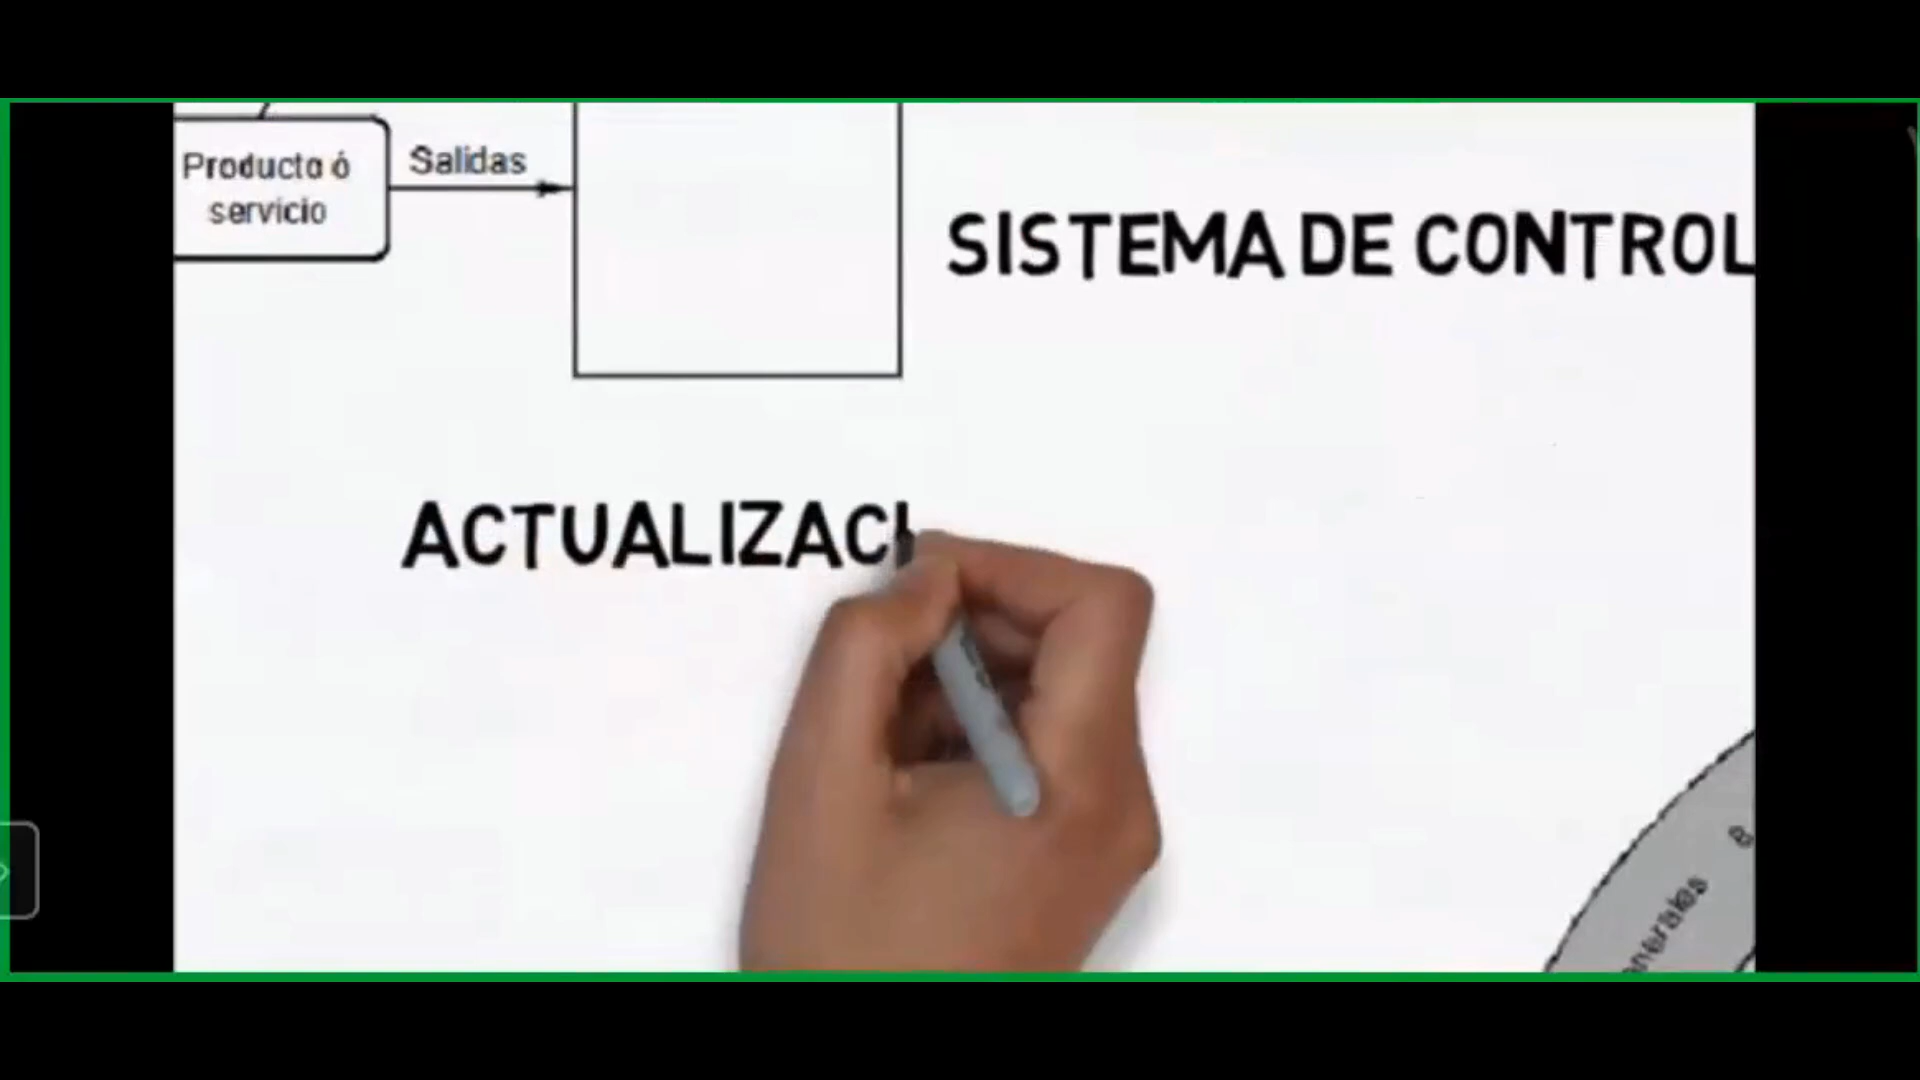 Producto ó
servicio
Salidas
SISTEMA DE CONTROL
ACTUALIZACI